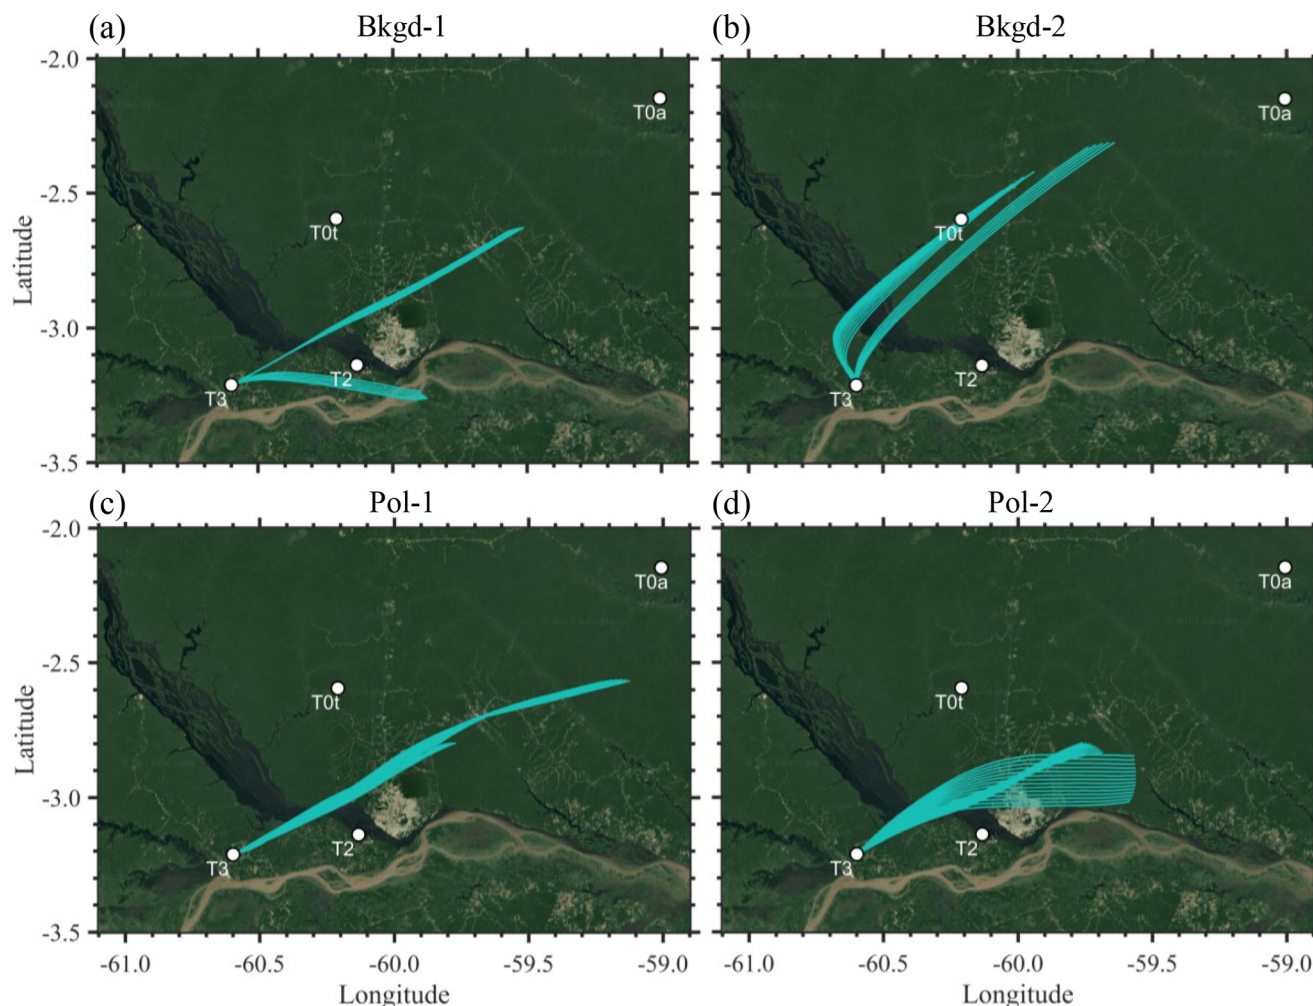 (a) Bkgd-1
(b) Bkgd-2
-2.0
-2.5
-3.0
-3.5
Latitude
T0a
T0t
T2
T3
T0a
T0t
T2
T3
(c) Pol-1
(d) Pol-2
-2.0
-2.5
-3.0
-3.5
Latitude
T0a
T0t
T2
T3
T0a
T0t
T2
T3
-61.0 -60.5 -60.0 -59.5 -59.0
-61.0 -60.5 -60.0 -59.5 -59.0
Longitude
Longitude